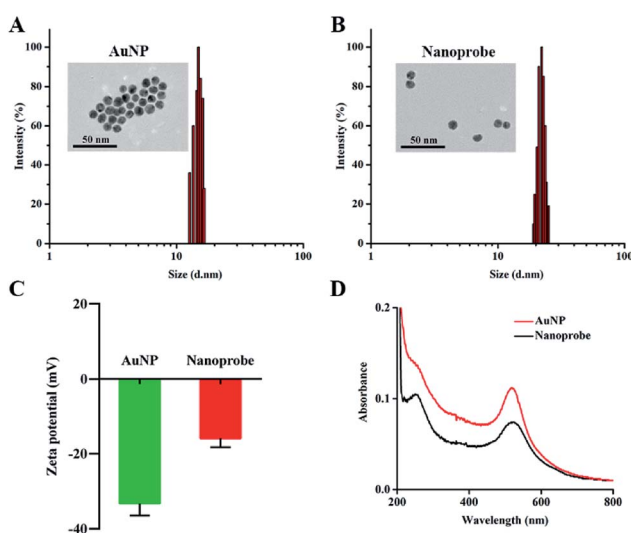 A
AuNP
Intensity (%)
100
80
60
40
20
0
50 nm
1
10
100
Size (d.nm)
B
Nanoprobe
Intensity (%)
100
80
60
40
20
0
50 nm
1
10
100
Size (d.nm)
C
Zeta potential (mV)
20
0
-20
-40
AuNP
Nanoprobe
D
Absorbance
0.2
0.1
0.0
AuNP
Nanoprobe
200
400
600
800
Wavelength (nm)